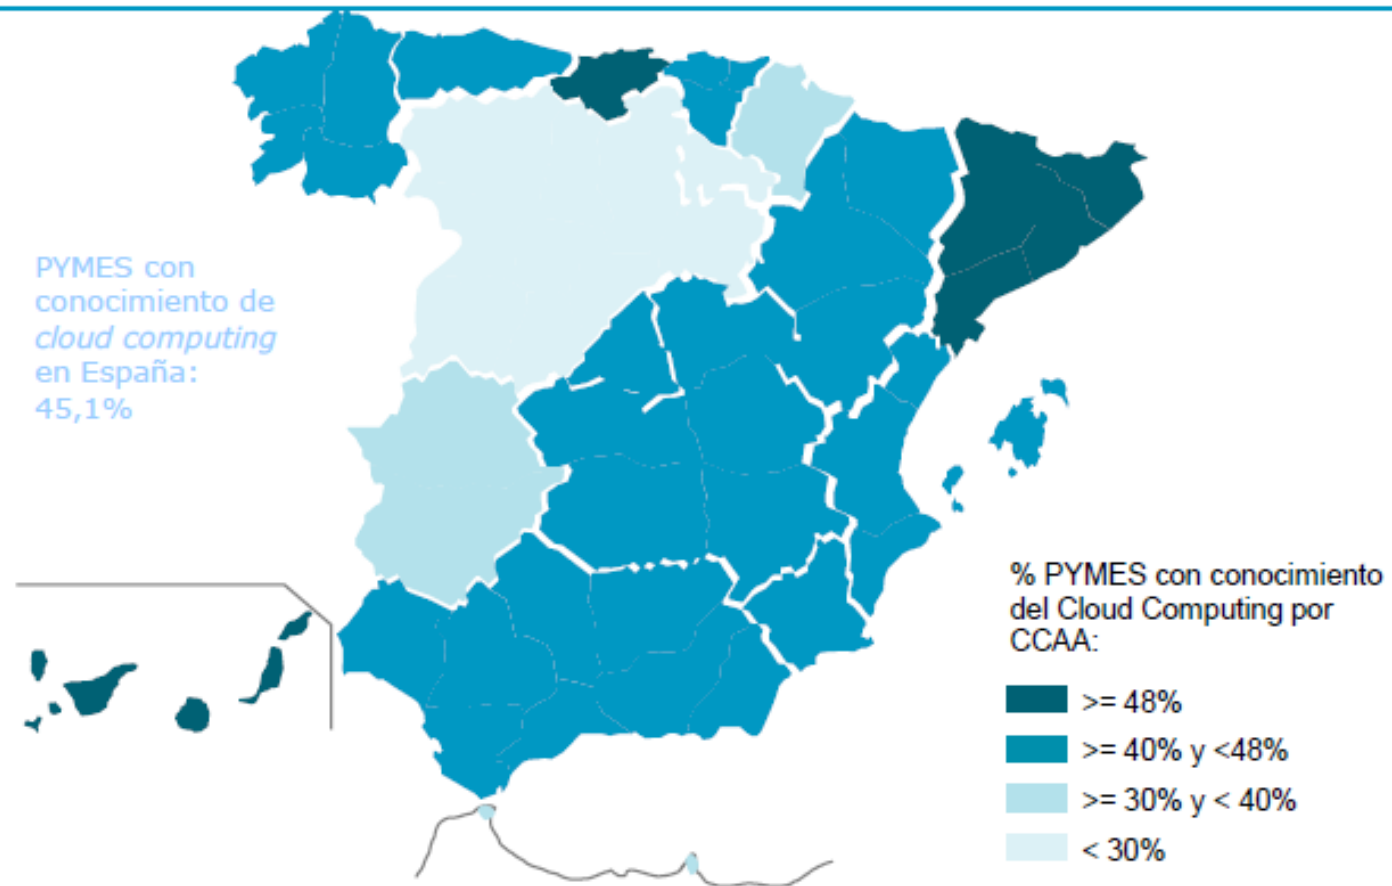 PYMES con
conocimiento de
cloud computing
en España:
45,1%
% PYMES con conocimiento
del Cloud Computing por
CCAA:
>= 48%
>= 40% y <48%
>= 30% y < 40%
< 30%